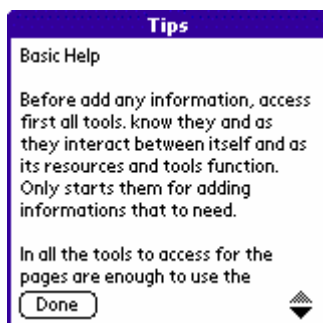 Tips
Basic Help
Before add any information, access
first all tools. know they and as
they interact between itself and as
its resources and tools function.
Only starts them for adding
informations that to need.
In all the tools to access for the
pages are enough to use the
Done